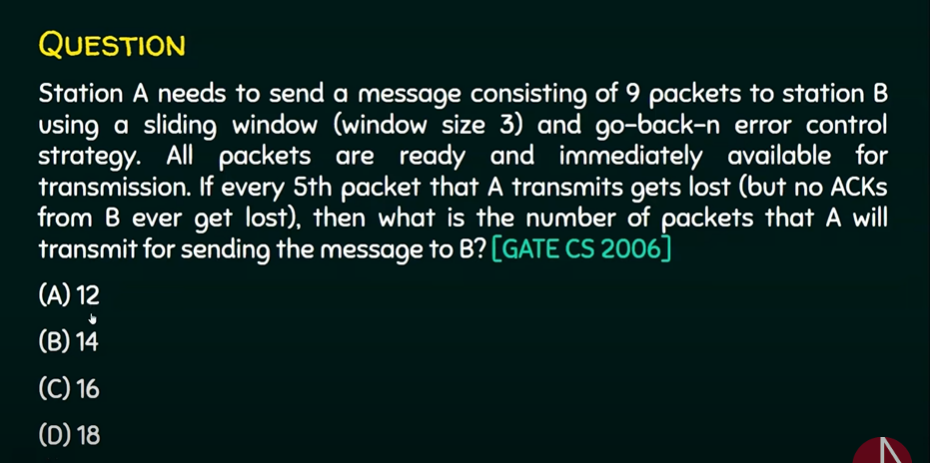 QUESTION
Station A needs to send a message consisting of 9 packets to station B
using a sliding window (window size 3) and go-back-n error control
strategy. All packets are ready and immediately available for
transmission. If every 5th packet that A transmits gets lost (but no ACKs
from B ever get lost), then what is the number of packets that A will
transmit for sending the message to B? [GATE CS 2006]
(A) 12
(B) 14
(C) 16
(D) 18